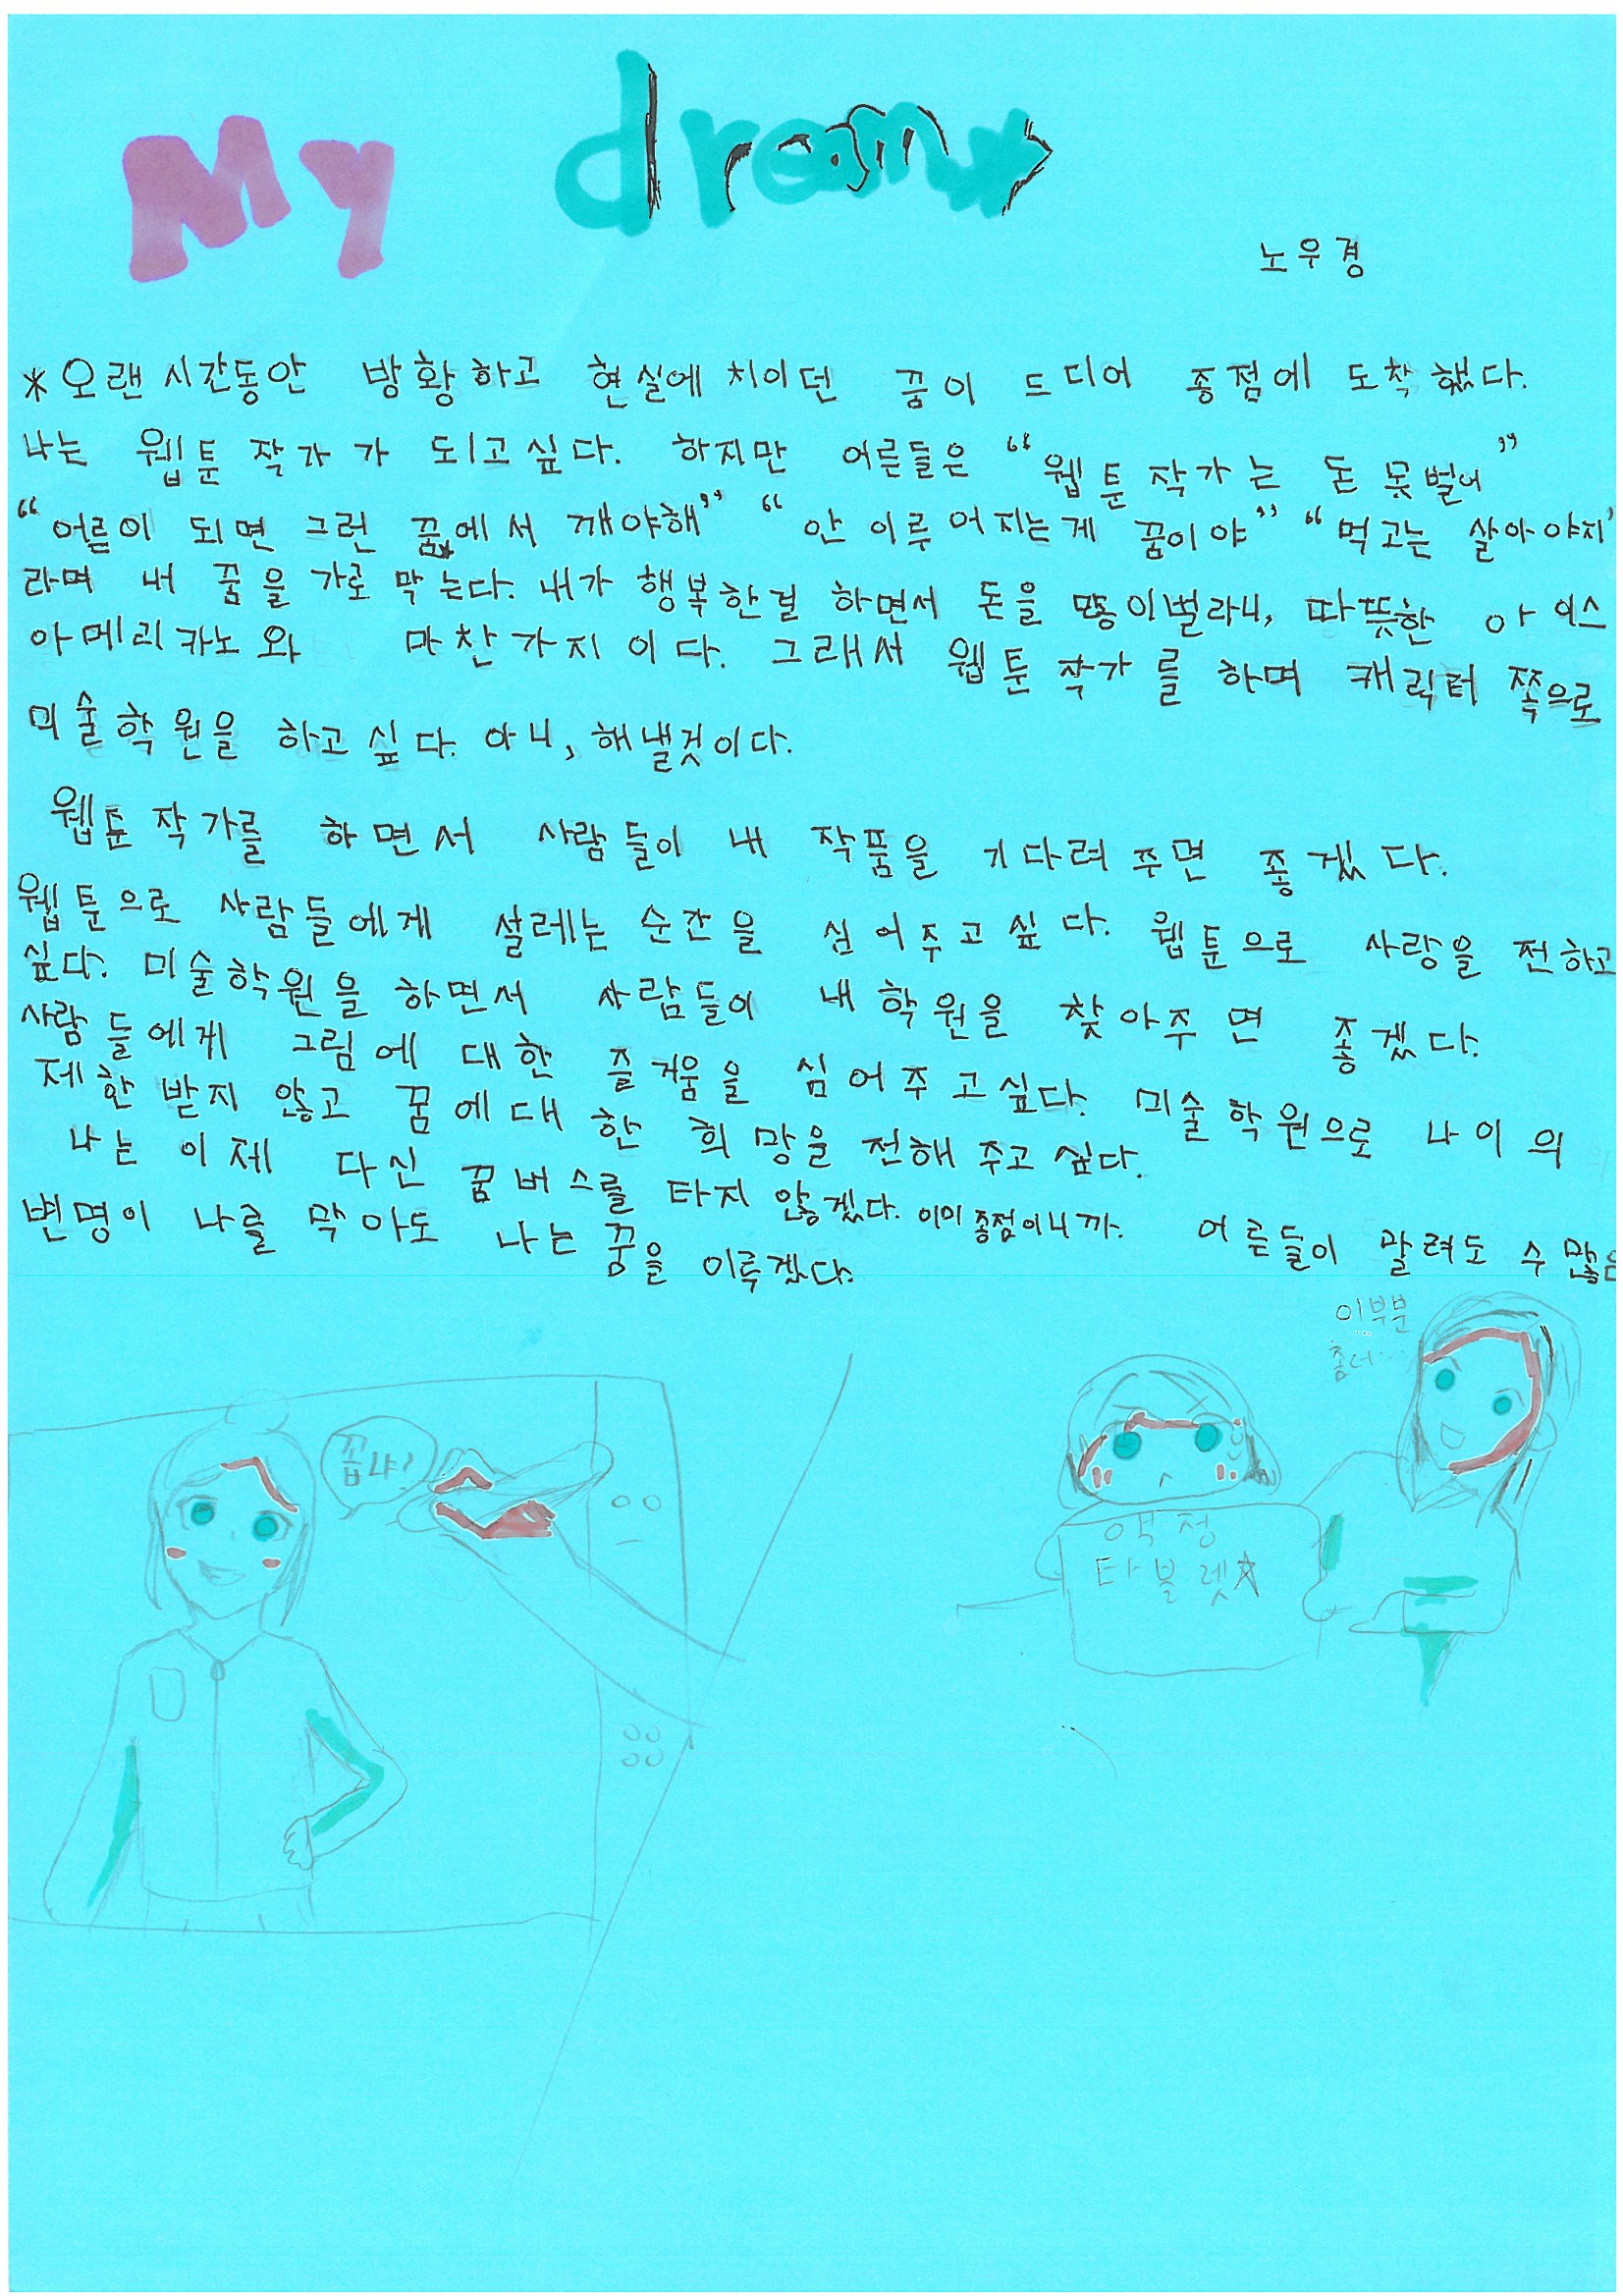 My dream
노우경
*오랜시간동안 방황하고 현실에 치이던 꿈이 드디어 종점에 도착했다.
나는 웹툰작가가 되고싶다. 하지만 어른들은 “웹툰작가는 돈 못벌어”
“어른이 되면 그런 꿈에서 깨야해” “안 이루어지는게 꿈이야” “먹고는 살아야지”
라며 내 꿈을 가로막는다. 내가 행복한걸 하면서 돈을 많이벌라니, 따뜻한 아이스
아메리카노와 마찬가지이다. 그래서 웹툰작가를 하며 캐릭터 쪽으로
미술학원을 하고싶다. 아니, 해낼것이다.
웹툰작가를 하면서 사람들이 내 작품을 기다려주면 좋겠다.
웹툰으로 사람들에게 설레는 순간을 심어주고싶다. 웹툰으로 사랑을 전하고
싶다. 미술학원을 하면서 사람들이 내 학원을 찾아주면 좋겠다.
사람들에게 그림에 대한 즐거움을 심어주고싶다. 미술학원으로 나이의
제한받지 않고 꿈에대한 희망을 전해주고싶다.
나는 이제 다신 꿈버스를 타지 않겠다. 이미 종점이니까. 어른들이 말려도 수많은
변명이 나를 막아도 나는 꿈을 이루겠다.
이부분
좀더...
꼽냐?
액정
타블렛☆